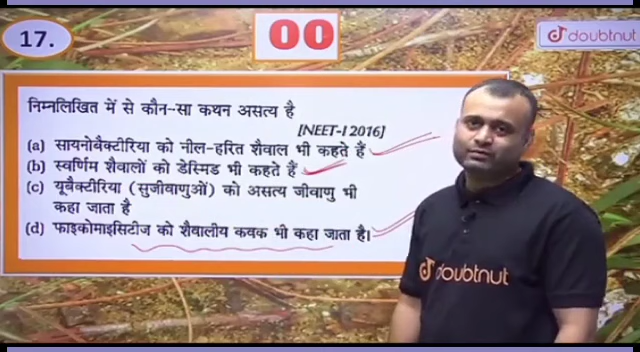 17.
00
doubtnut
निम्नलिखित में से कौन-सा कथन असत्य है
[NEET-I 2016]
(a) सायनोबैक्टीरिया को नील-हरित शैवाल भी कहते हैं
(b) स्वर्णिम शैवालों को डेस्मिड भी कहते हैं
(c) यूबैक्टीरिया (सुजीवाणुओं) को असत्य जीवाणु भी
कहा जाता है
(d) फाइकोमाइसिटीज को शैवालीय कवक भी कहा जाता है।
doubtnut